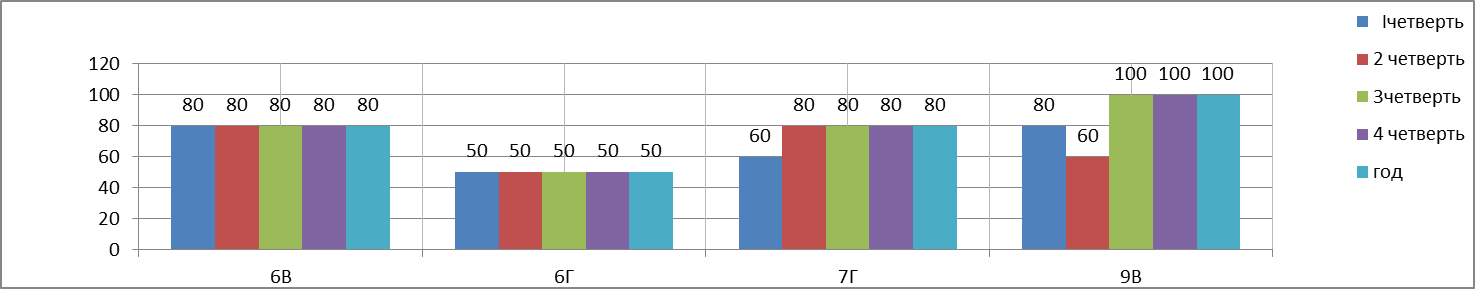 Iчетверть
2 четверть
3четверть
4 четверть
год
120
100
80
60
40
20
0
80 80 80 80 80
50 50 50 50 50
60 80 80 80 80
80 60 100 100 100
6В 6Г 7Г 9В